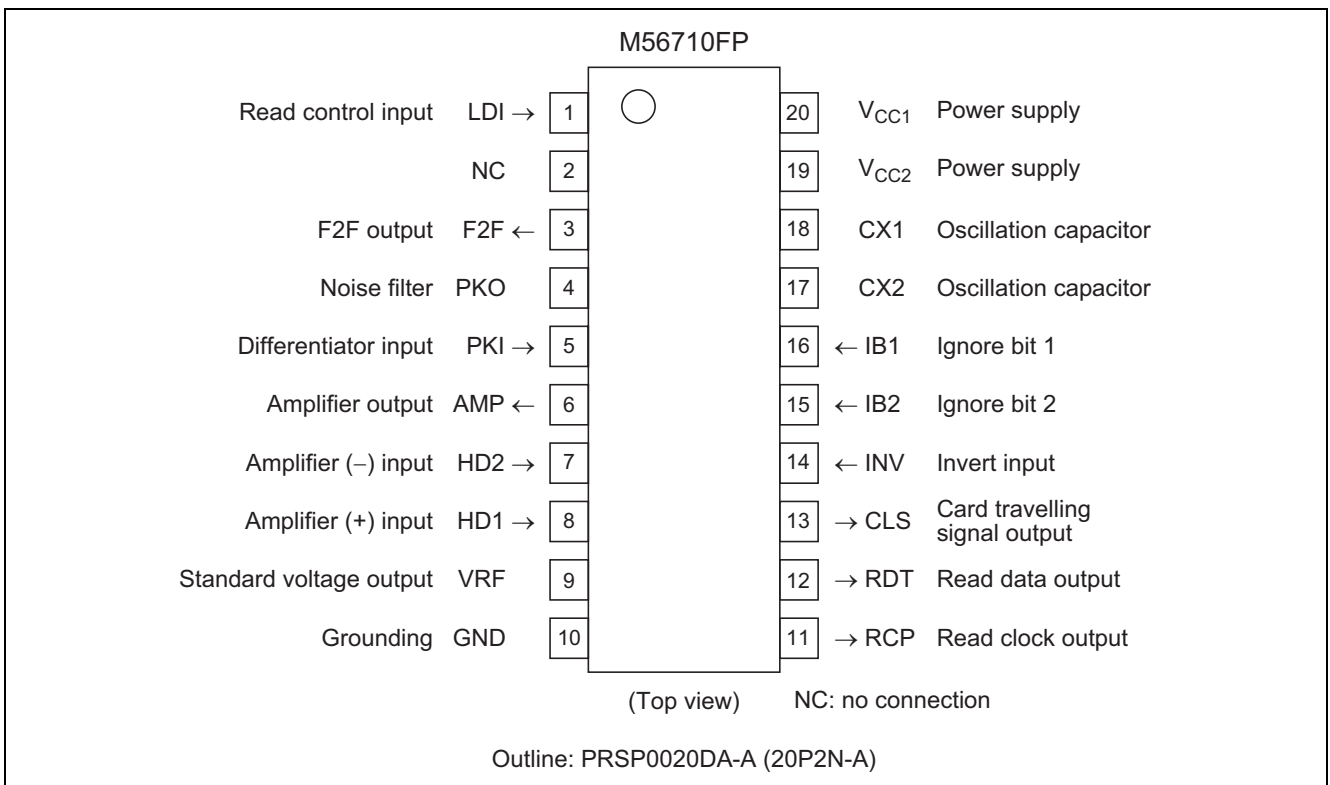 M56710FP
Read control input LDI → 1 20 VCC1 Power supply
NC 2 19 VCC2 Power supply
F2F output F2F ← 3 18 CX1 Oscillation capacitor
Noise filter PKO 4 17 CX2 Oscillation capacitor
Differentiator input PKI → 5 16 ← IB1 Ignore bit 1
Amplifier output AMP ← 6 15 ← IB2 Ignore bit 2
Amplifier (−) input HD2 → 7 14 ← INV Invert input
Amplifier (+) input HD1 → 8 13 → CLS Card travelling
signal output
Standard voltage output VRF 9 12 → RDT Read data output
Grounding GND 10 11 → RCP Read clock output
(Top view) NC: no connection
Outline: PRSP0020DA-A (20P2N-A)